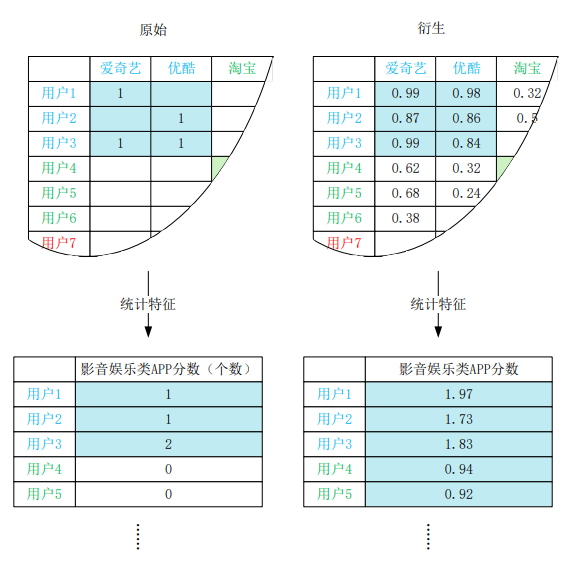 原始
爱奇艺 优酷 淘宝
用户1 1
用户2 1
用户3 1 1
用户4
用户5
用户6
用户7
统计特征
影音娱乐类APP分数（个数）
用户1 1
用户2 1
用户3 2
用户4 0
用户5 0
衍生
爱奇艺 优酷 淘宝
用户1 0.99 0.98 0.32
用户2 0.87 0.86 0.5
用户3 0.99 0.84
用户4 0.62 0.32
用户5 0.68 0.24
用户6 0.38
用户7
统计特征
影音娱乐类APP分数
用户1 1.97
用户2 1.73
用户3 1.83
用户4 0.94
用户5 0.92